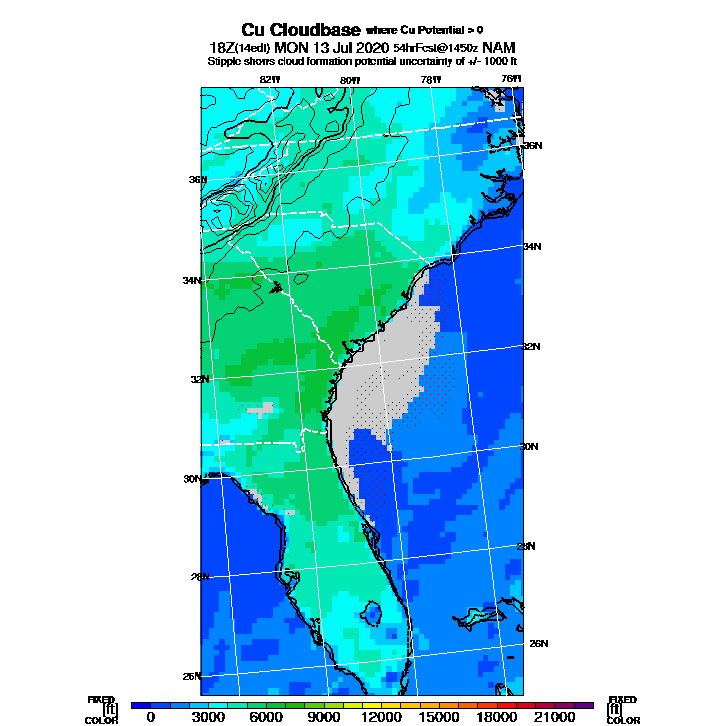 Cu Cloudbase where Cu Potential > 0
18Z(14edt) MON 13 Jul 2020 54hrFcst@1450z NAM
Stipple shows cloud formation potential uncertainty of +/- 1000 ft
82W 80W 78W 76W
36N 36N
34N 34N
32N 32N
30N 30N
28N 28N
26N 26N
FIXED FIXED
[ft] [ft]
COLOR COLOR
0 3000 6000 9000 12000 15000 18000 21000